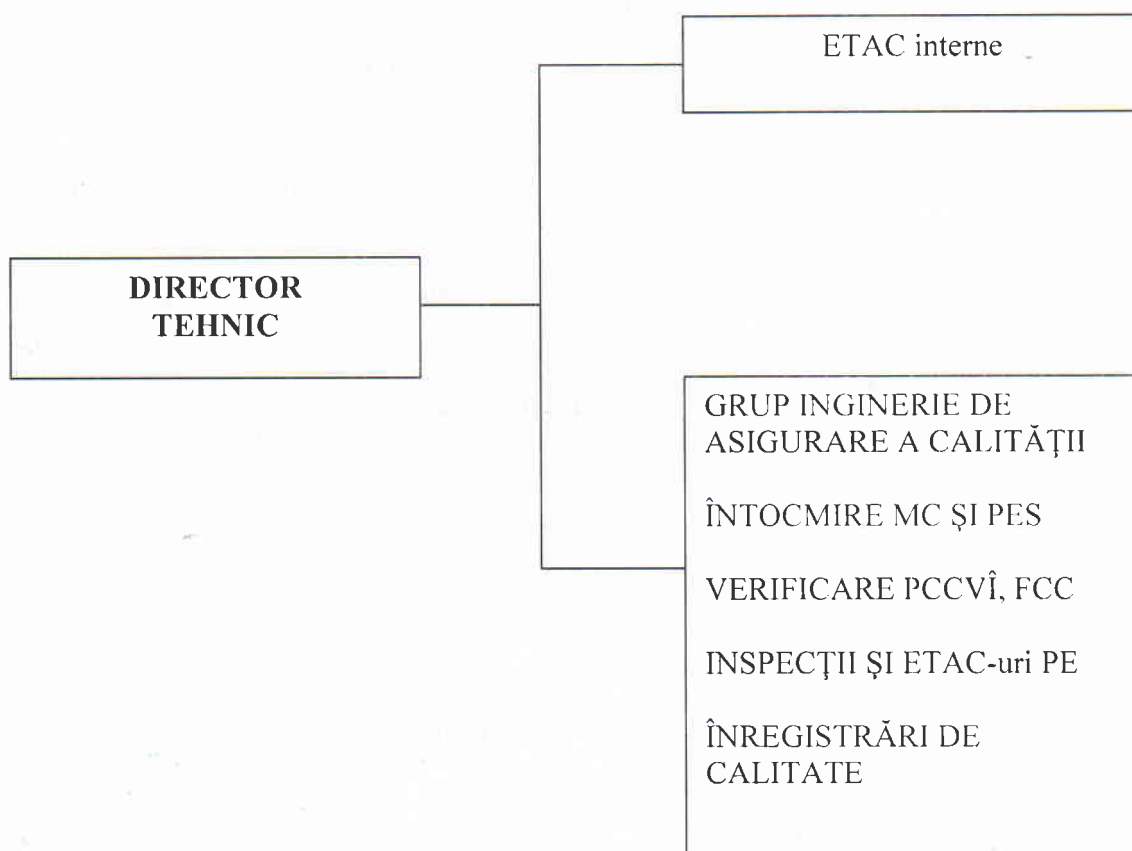 ETAC interne
DIRECTOR
TEHNIC
GRUP INGINERIE DE
ASIGURARE A CALITĂŢII
ÎNTOCMIRE MC ŞI PES
VERIFICARE PCCVÎ, FCC
INSPECŢII ŞI ETAC-uri PE
ÎNREGISTRĂRI DE
CALITATE